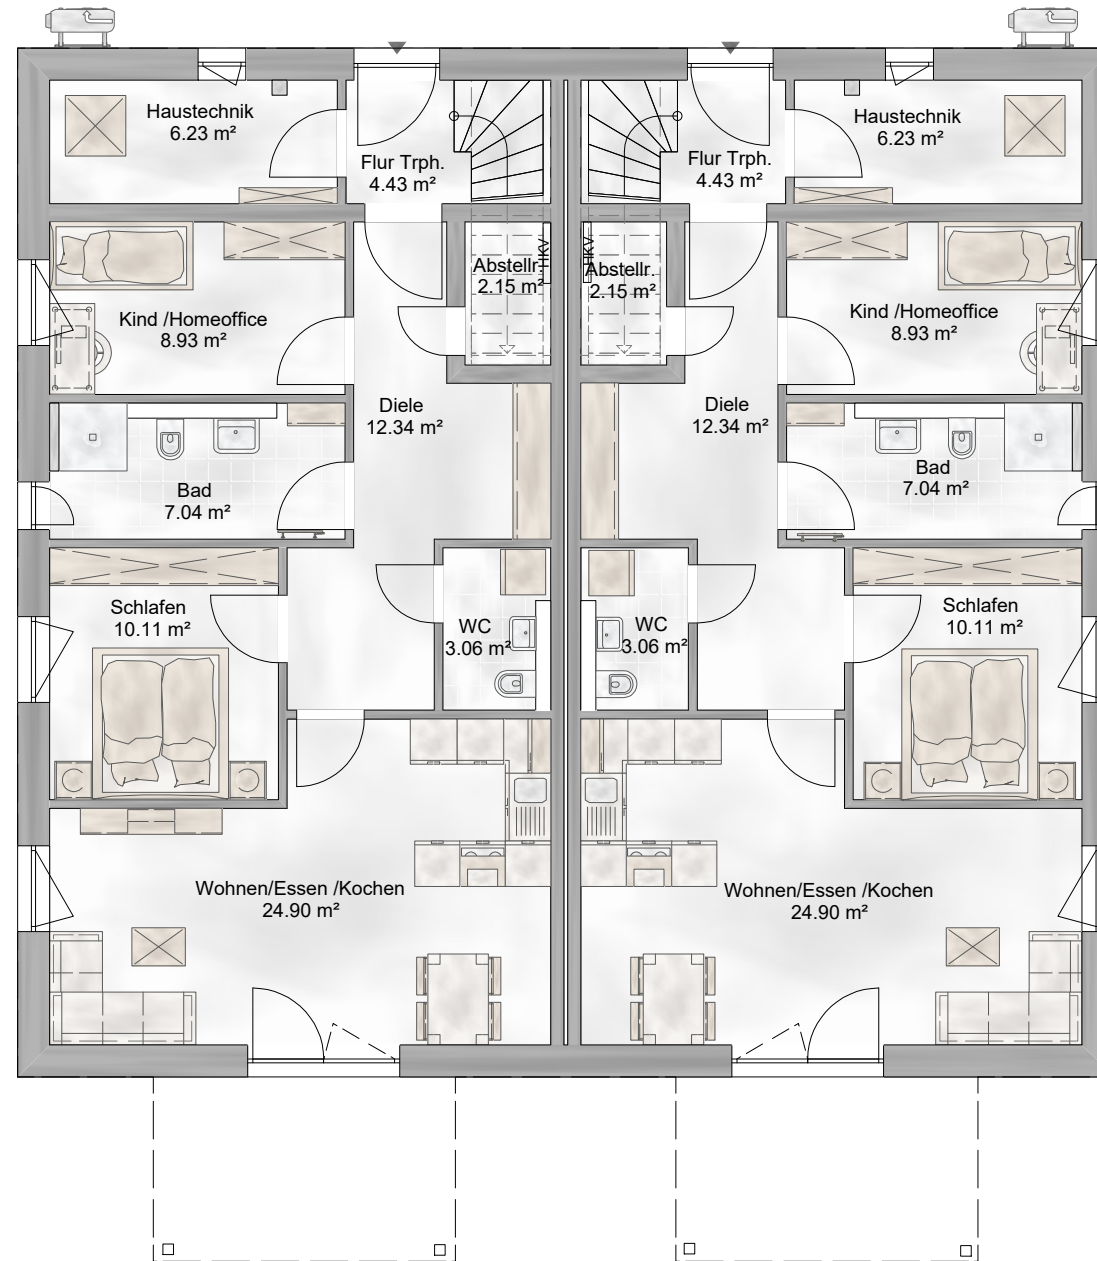 Haustechnik
6.23 m²
Haustechnik
6.23 m²
Flur Trph.
4.43 m²
Flur Trph.
4.43 m²
HKV
Abstellr.
2.15 m²
HKV
Abstellr.
2.15 m²
Kind /Homeoffice
8.93 m²
Kind /Homeoffice
8.93 m²
Diele
12.34 m²
Diele
12.34 m²
Bad
7.04 m²
Bad
7.04 m²
Schlafen
10.11 m²
Schlafen
10.11 m²
WC
3.06 m²
WC
3.06 m²
Wohnen/Essen /Kochen
24.90 m²
Wohnen/Essen /Kochen
24.90 m²